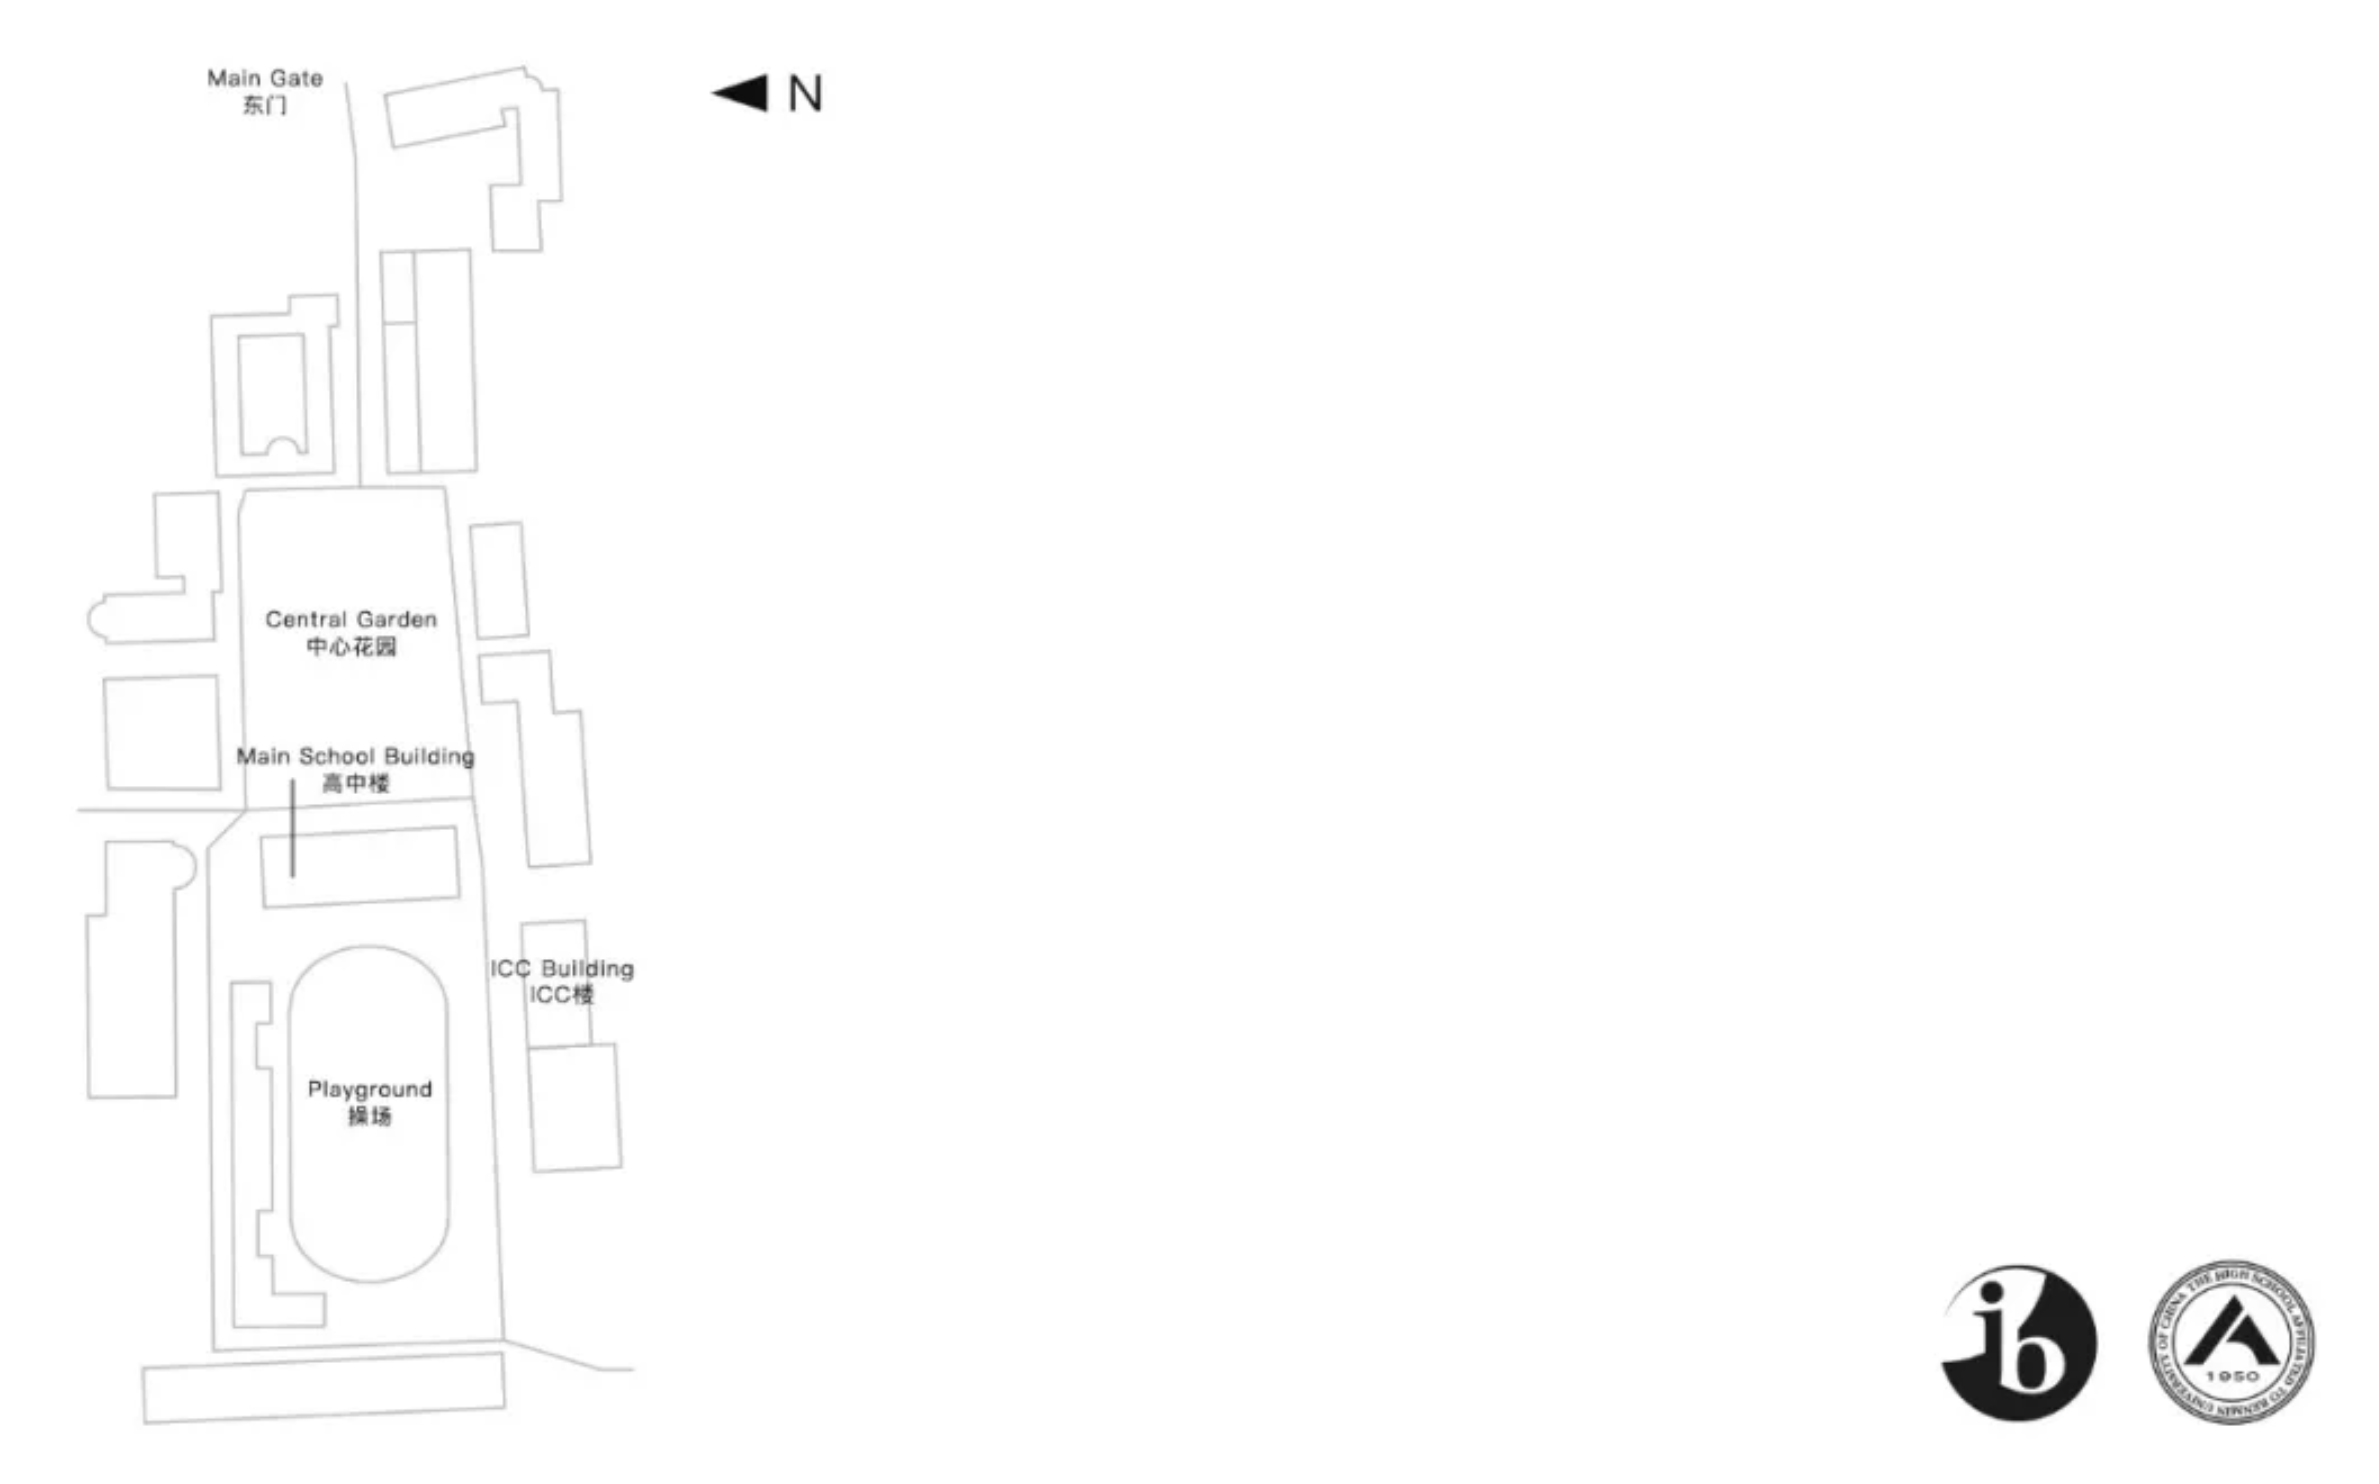 Main Gate
东门
N
Central Garden
中心花园
Main School Building
高中楼
ICC Building
ICC楼
Playground
操场
ib
THE HIGH SCHOOL AFFILIATED TO RENMIN UNIVERSITY OF CHINA
1950